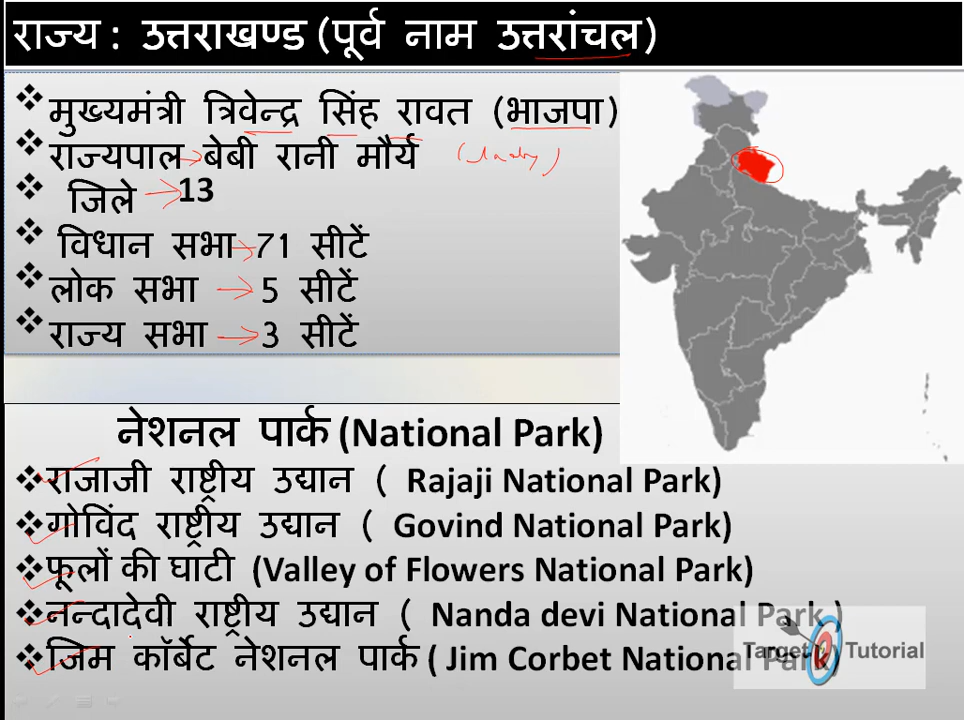 राज्य : उत्तराखण्ड (पूर्व नाम उत्तरांचल)
❖ मुख्यमंत्री त्रिवेन्द्र सिंह रावत (भाजपा)
❖ राज्यपाल बेबी रानी मौर्य (lady)
❖ जिले 13
❖ विधान सभा 71 सीटें
❖ लोक सभा 5 सीटें
❖ राज्य सभा 3 सीटें
नेशनल पार्क (National Park)
❖ राजाजी राष्ट्रीय उद्यान ( Rajaji National Park)
❖ गोविंद राष्ट्रीय उद्यान ( Govind National Park)
❖ फूलों की घाटी (Valley of Flowers National Park)
❖ नन्दादेवी राष्ट्रीय उद्यान ( Nanda devi National Park )
❖ जिम कॉर्बेट नेशनल पार्क ( Jim Corbet National Park)
Target Tutorial